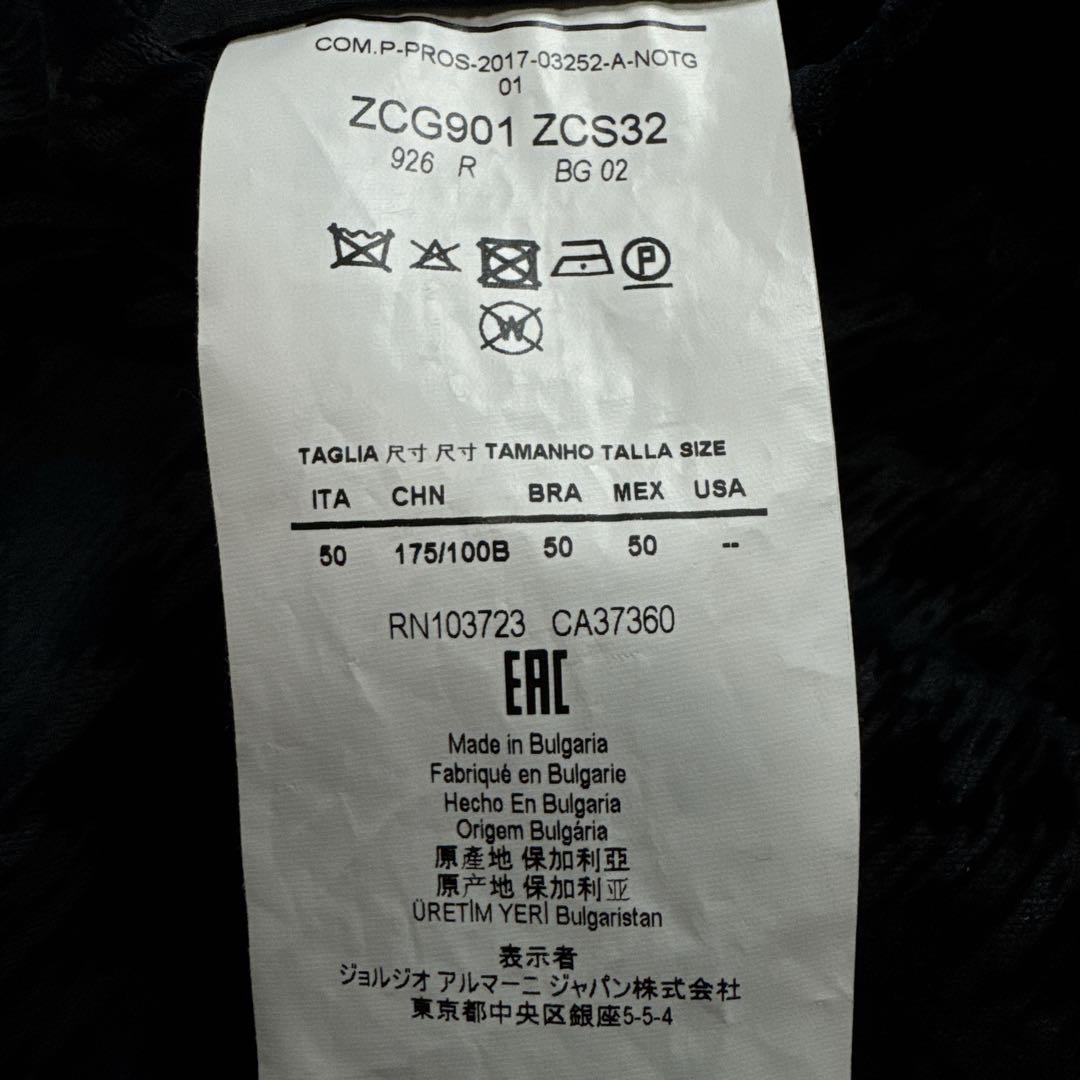 COM.P-PROS-2017-03252-A-NOTG
01
ZCG901 ZCS32
926 R BG 02
P
W
TAGLIA 尺寸 尺寸 TAMANHO TALLA SIZE
ITA CHN BRA MEX USA
50 175/100B 50 50 --
RN103723 CA37360
EAC
Made in Bulgaria
Fabriqué en Bulgarie
Hecho En Bulgaria
Origem Bulgária
原產地 保加利亞
原产地 保加利亚
ÜRETİM YERİ Bulgaristan
表示者
ジョルジオ アルマーニ ジャパン株式会社
東京都中央区銀座5-5-4